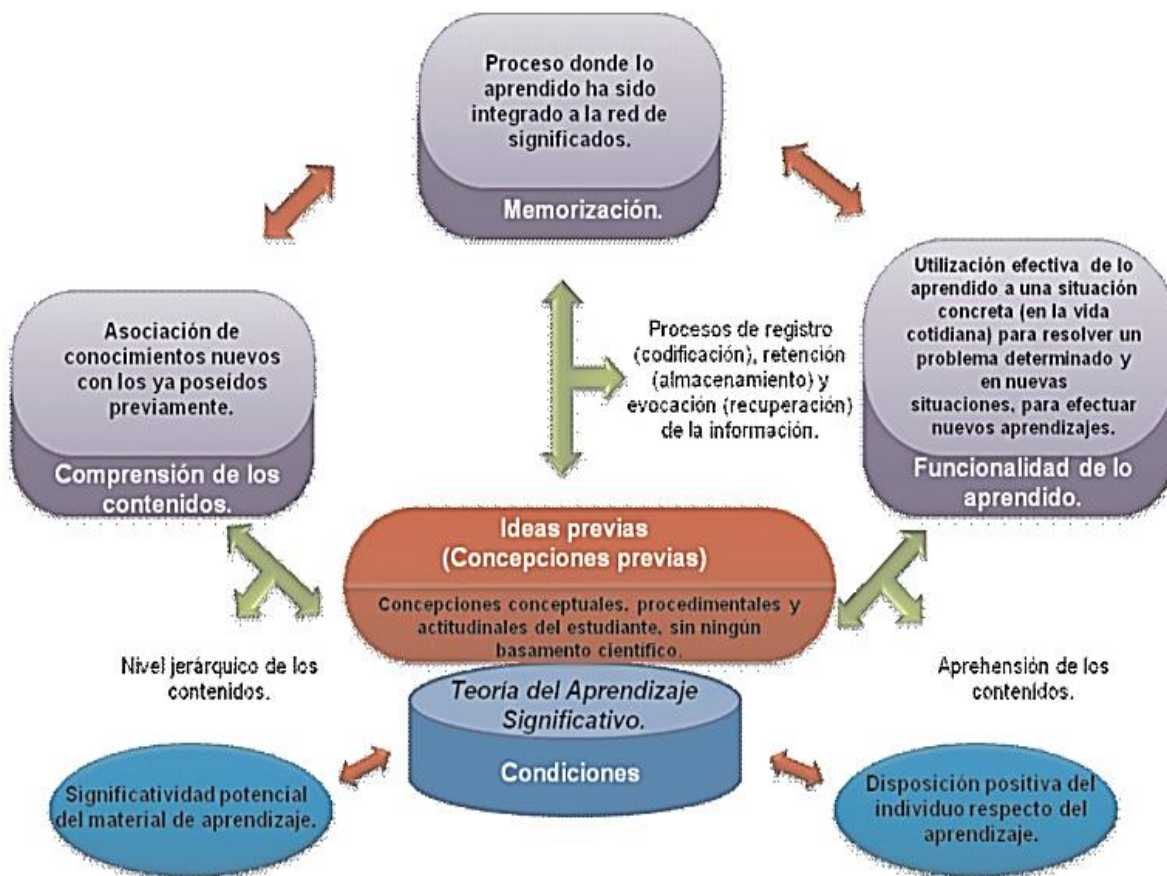 Proceso donde lo
aprendido ha sido
integrado a la red de
significados.
Memorización.
Asociación de
conocimientos nuevos
con los ya poseídos
previamente.
Comprensión de los
contenidos.
Procesos de registro
(codificación), retención
(almacenamiento) y
evocación (recuperación)
de la información.
Utilización efectiva de lo
aprendido a una situación
concreta (en la vida
cotidiana) para resolver un
problema determinado y
en nuevas
situaciones, para efectuar
nuevos aprendizajes.
Funcionalidad de lo
aprendido.
Ideas previas
(Concepciones previas)
Concepciones conceptuales, procedimentales y
actitudinales del estudiante, sin ningún
basamento científico.
Nivel jerárquico de los
contenidos.
Aprehensión de los
contenidos.
Teoría del Aprendizaje
Significativo.
Condiciones
Significatividad potencial
del material de aprendizaje.
Disposición positiva del
individuo respecto del
aprendizaje.